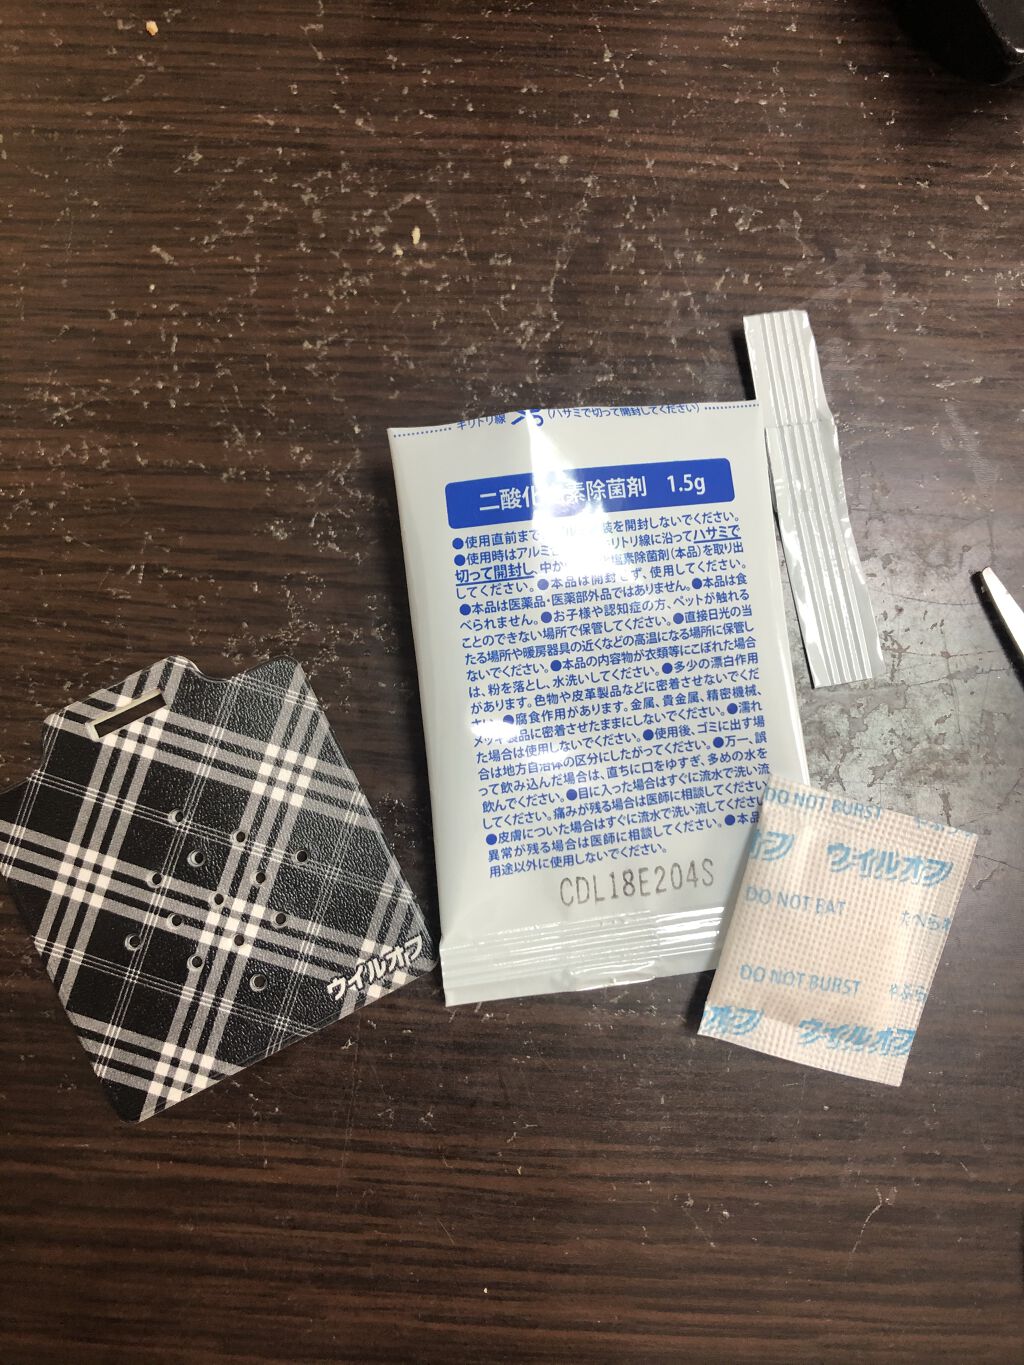 キリトリ線 (ハサミで切って開封してください)
二酸化 素除菌剤 1.5g
●使用直前まで 装を開封しないでください。
●使用時はアルミ キリトリ線に沿ってハサミで
切って開封し、中か 塩素除菌剤(本品)を取り出
してください。●本品は開封せず、使用してください。
●本品は医薬品・医薬部外品ではありません。●本品は食
べられません。●お子様や認知症の方、ペットが触れる
ことのできない場所で保管してください。●直接日光の当
たる場所や暖房器具の近くなどの高温になる場所に保管し
ないでください。●本品の内容物が衣類等にこぼれた場合
は、粉を落とし、水洗いしてください。●多少の漂白作用
があります。色物や皮革製品などに密着させないでくだ
さい。●腐食作用があります。金属、貴金属、精密機械、
メッキ製品に密着させたままにしないでください。●濡れ
た場合は使用しないでください。●使用後、ゴミに出す場
合は地方自治体の区分にしたがってください。●万一、誤
って飲み込んだ場合は、直ちに口をゆすぎ、多めの水を
飲んでください。●目に入った場合はすぐに流水で洗い流
してください。痛みが残る場合は医師に相談してください。
●皮膚についた場合はすぐに流水で洗い流してください。
異常が残る場合は医師に相談してください。●本品
用途以外に使用しないでください。
CDL18E204S
ウイルオフ
DO NOT BURST
オフ ウイルオフ
DO NOT EAT たべられ
DO NOT BURST やぶら
オフ ウイルオフ